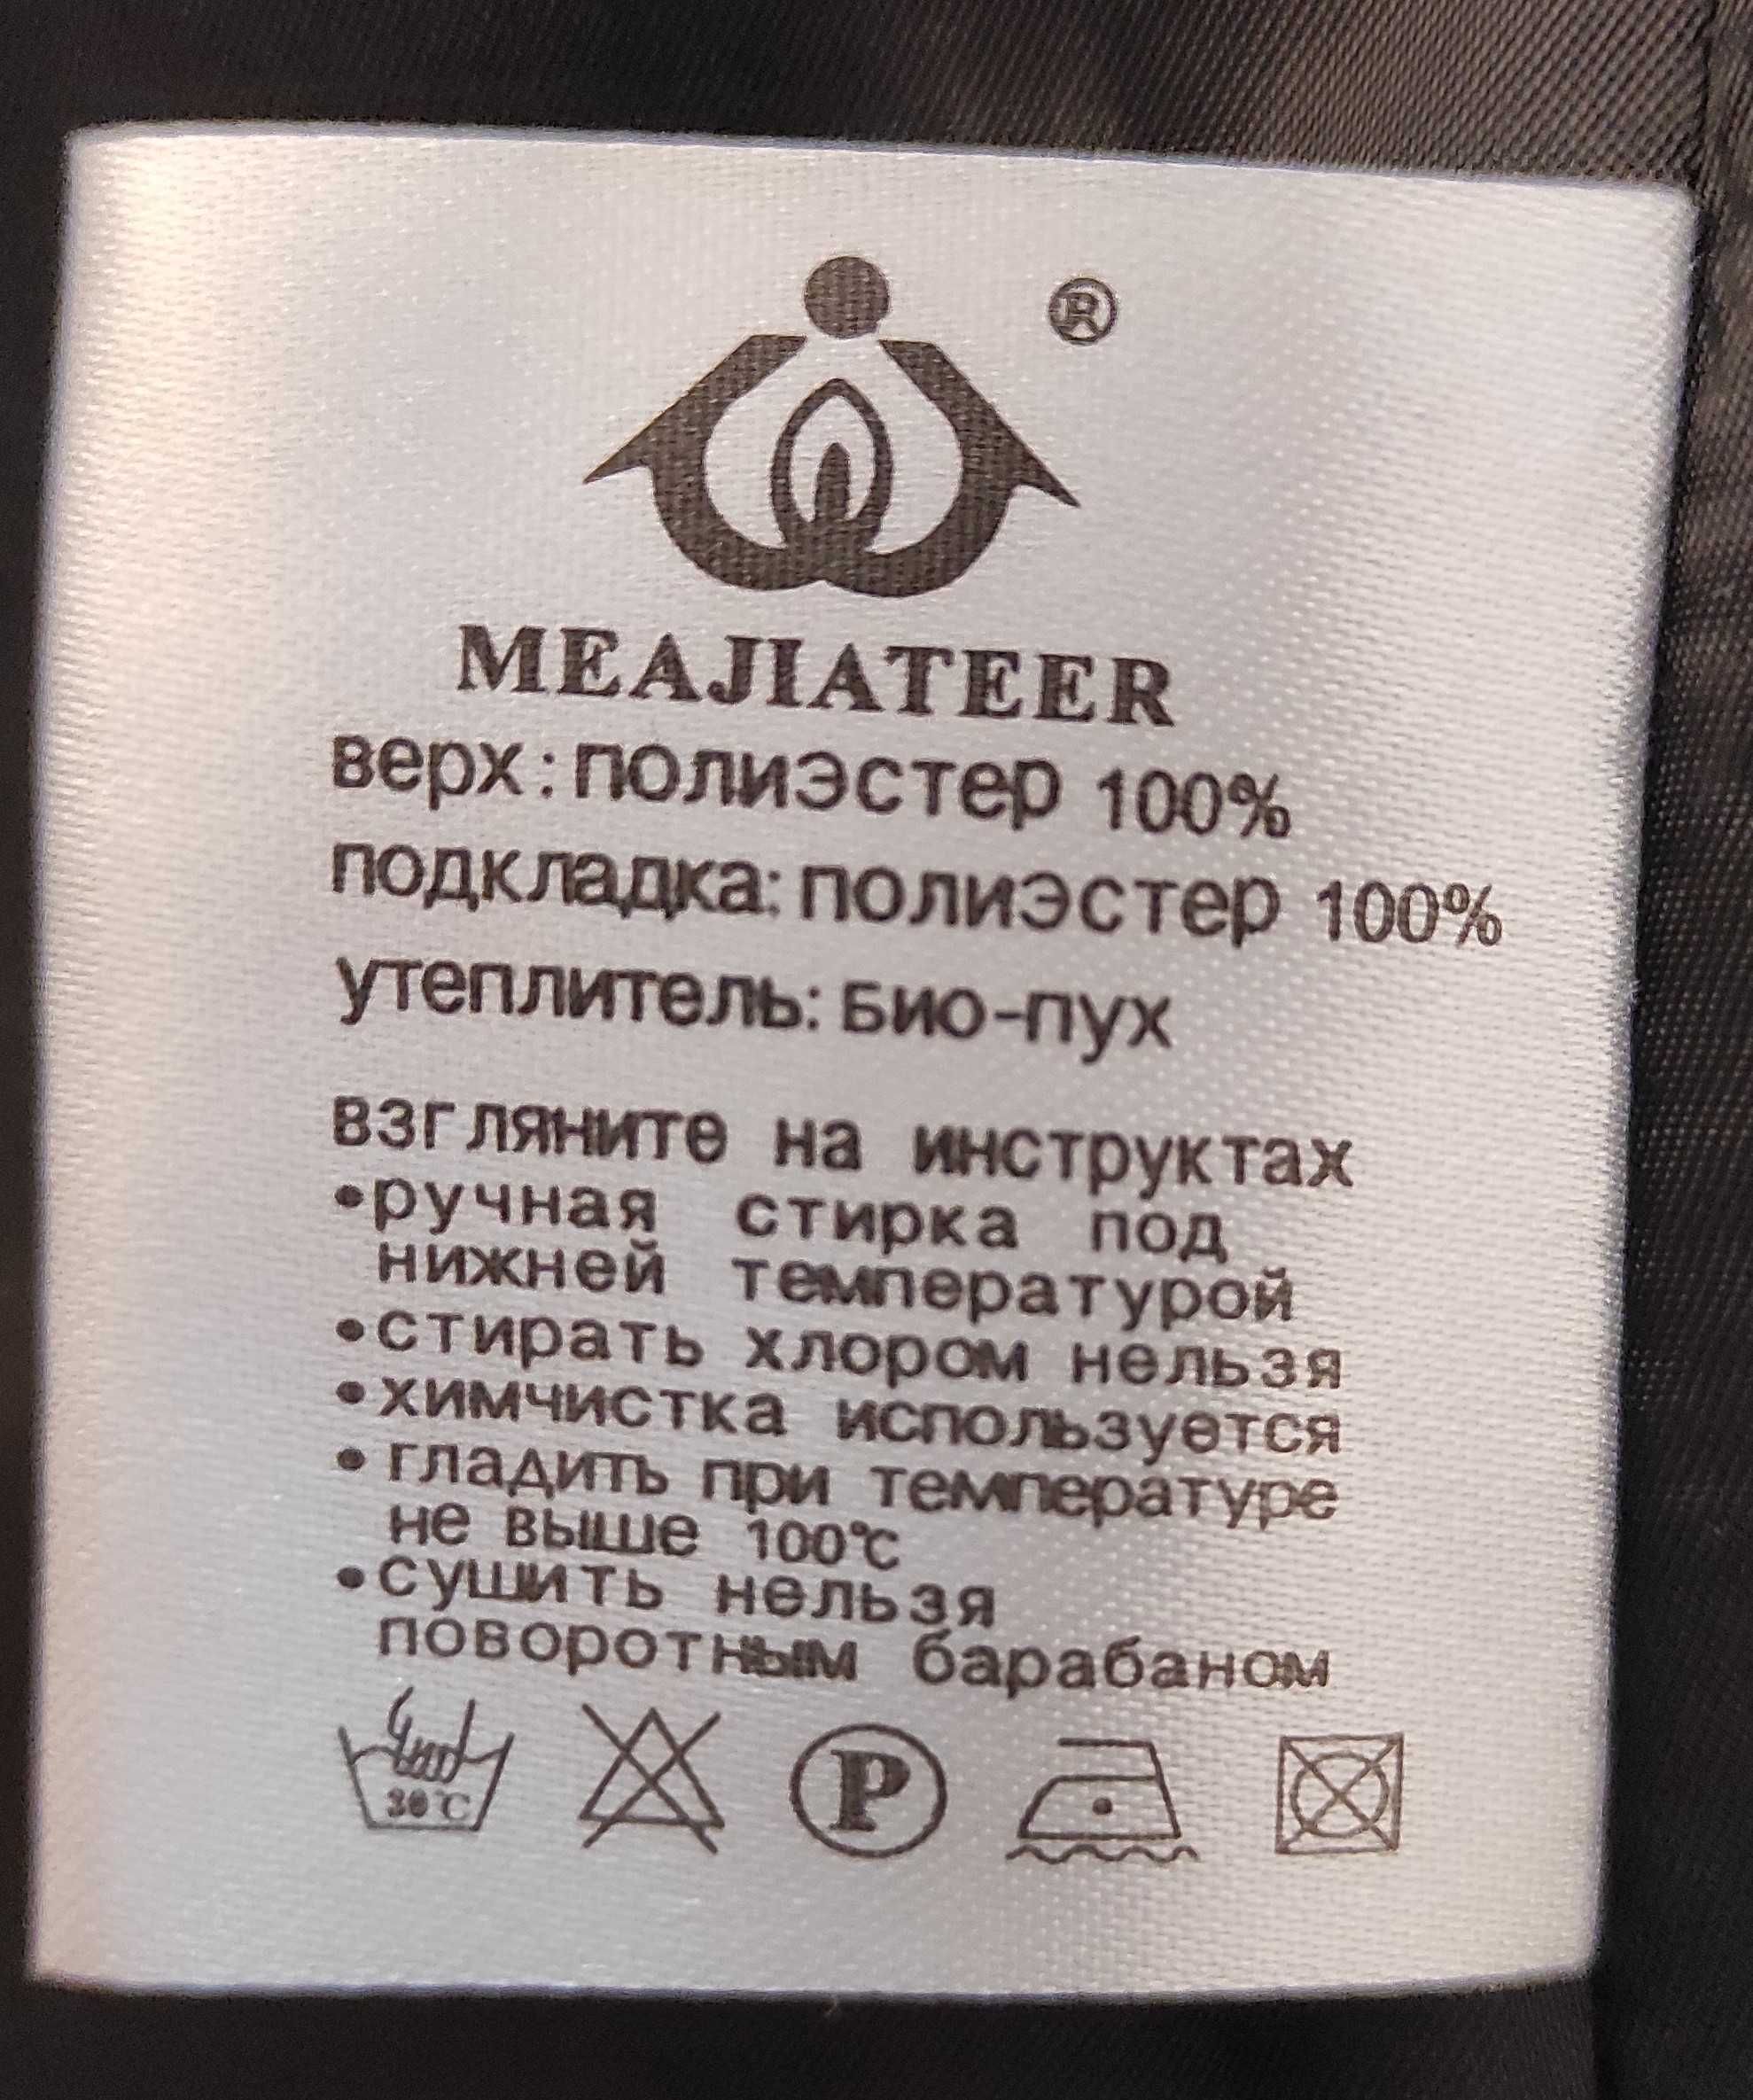 ®
MEAJIATEER
верх: полиэстер 100%
подкладка: полиэстер 100%
утеплитель: Био-пух
взгляните на инструктах
•ручная стирка под
нижней температурой
•стирать хлором нельзя
•химчистка используется
• гладить при температуре
не выше 100℃
•сушить нельзя
поворотным барабаном
30℃ P